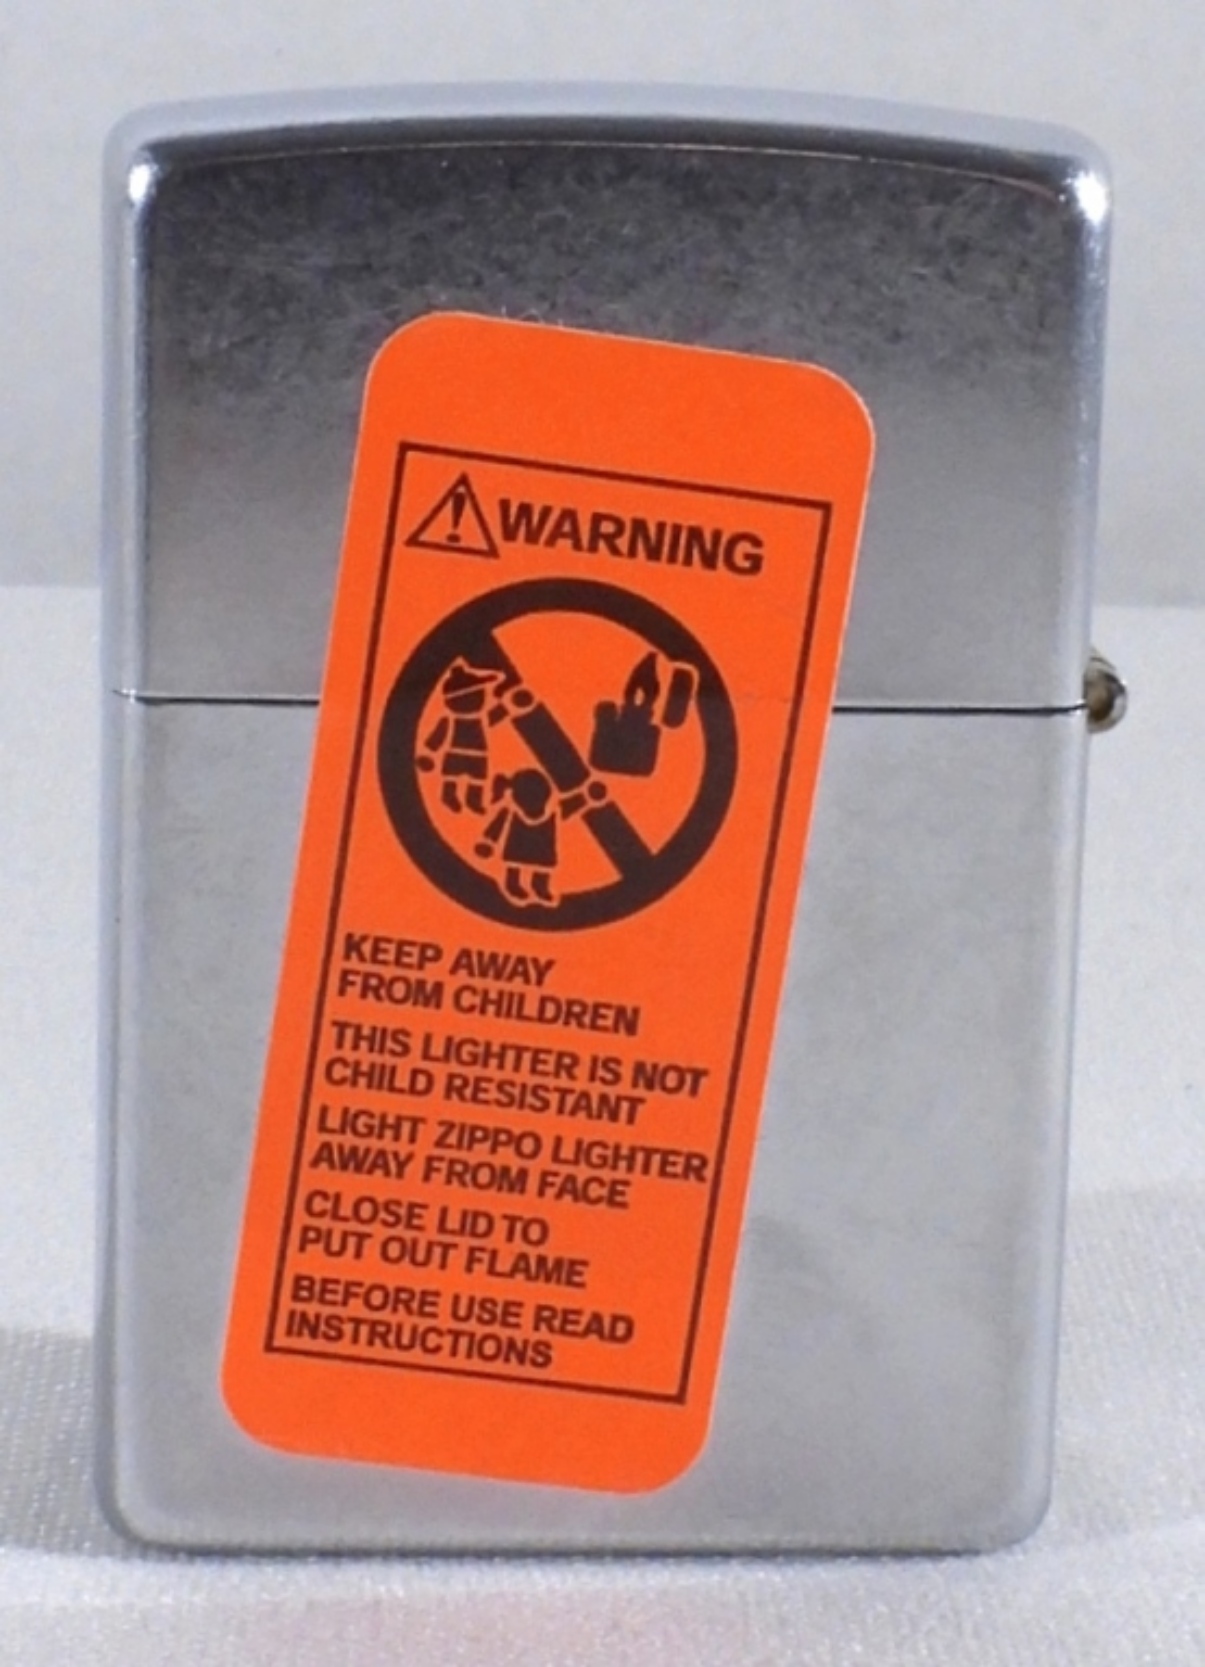 WARNING
KEEP AWAY
FROM CHILDREN
THIS LIGHTER IS NOT
CHILD RESISTANT
LIGHT ZIPPO LIGHTER
AWAY FROM FACE
CLOSE LID TO
PUT OUT FLAME
BEFORE USE READ
INSTRUCTIONS